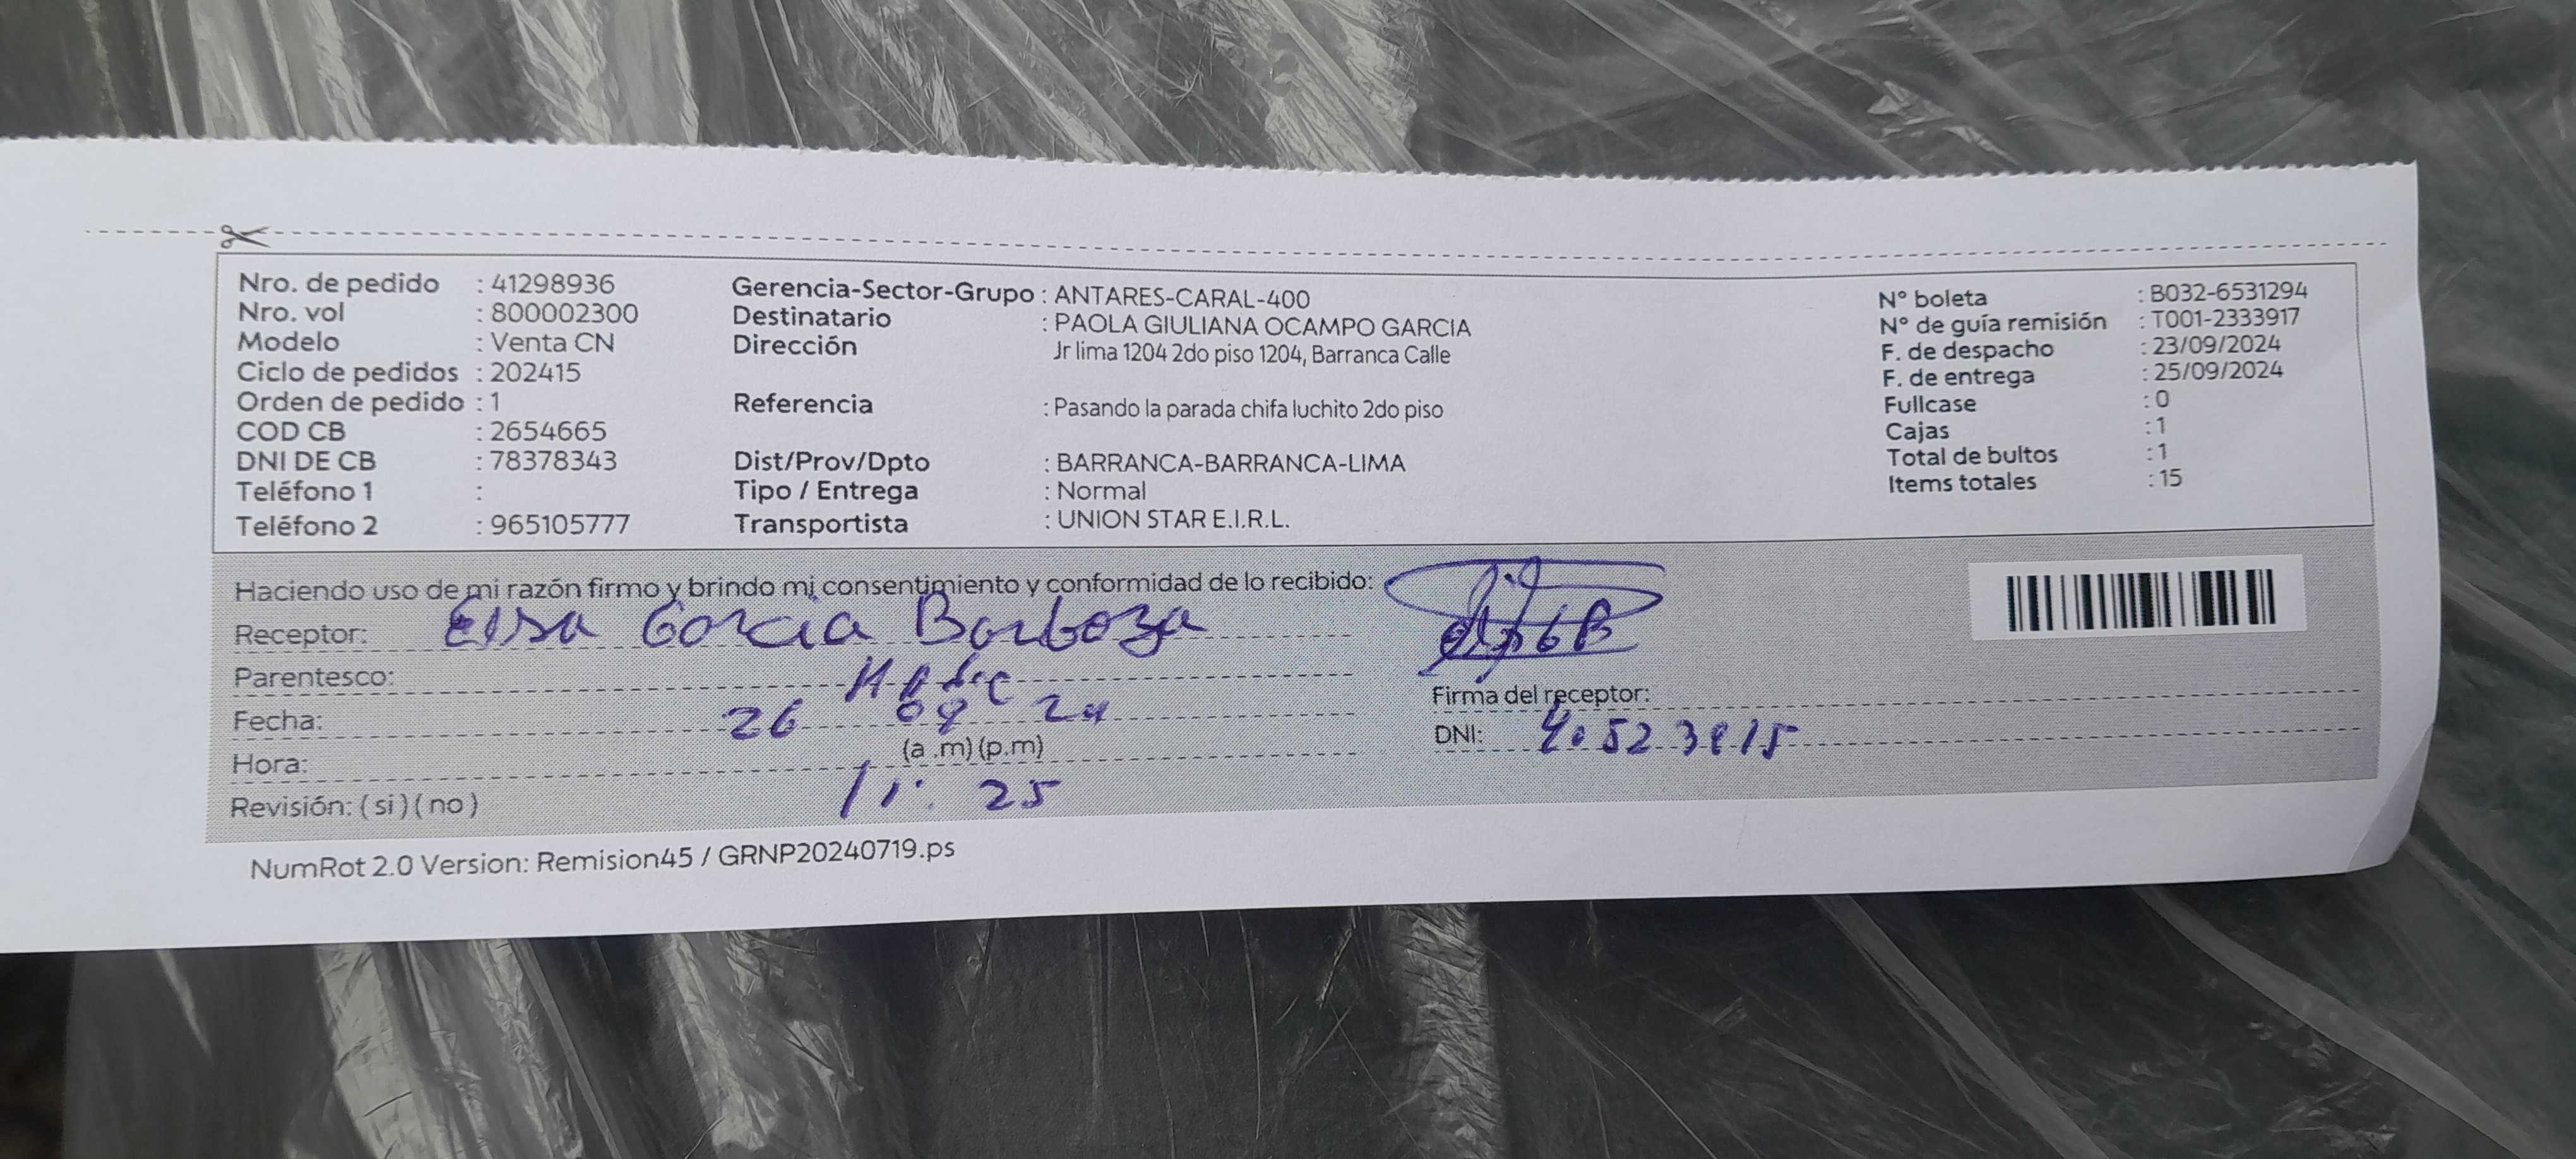 Nro. de pedido : 41298936
Nro. vol : 800002300
Modelo : Venta CN
Ciclo de pedidos : 202415
Orden de pedido : 1
COD CB : 2654665
DNI DE CB : 78378343
Teléfono 1 :
Teléfono 2 : 965105777
Gerencia-Sector-Grupo : ANTARES-CARAL-400
Destinatario : PAOLA GIULIANA OCAMPO GARCIA
Dirección Jr lima 1204 2do piso 1204, Barranca Calle
Referencia : Pasando la parada chifa luchito 2do piso
Dist/Prov/Dpto : BARRANCA-BARRANCA-LIMA
Tipo / Entrega : Normal
Transportista : UNION STAR E.I.R.L.
N° boleta : B032-6531294
N° de guía remisión : T001-2333917
F. de despacho : 23/09/2024
F. de entrega : 25/09/2024
Fullcase : 0
Cajas : 1
Total de bultos : 1
Items totales : 15
Haciendo uso de mi razón firmo y brindo mi consentimiento y conformidad de lo recibido:
Receptor: Elsa Garcia Barboza
Parentesco:
Fecha: 26 09 24
Hora: (a .m) (p.m)
11: 25
Revisión: ( si ) ( no )
Firma del receptor:
DNI:
NumRot 2.0 Version: Remision45 / GRNP20240719.ps